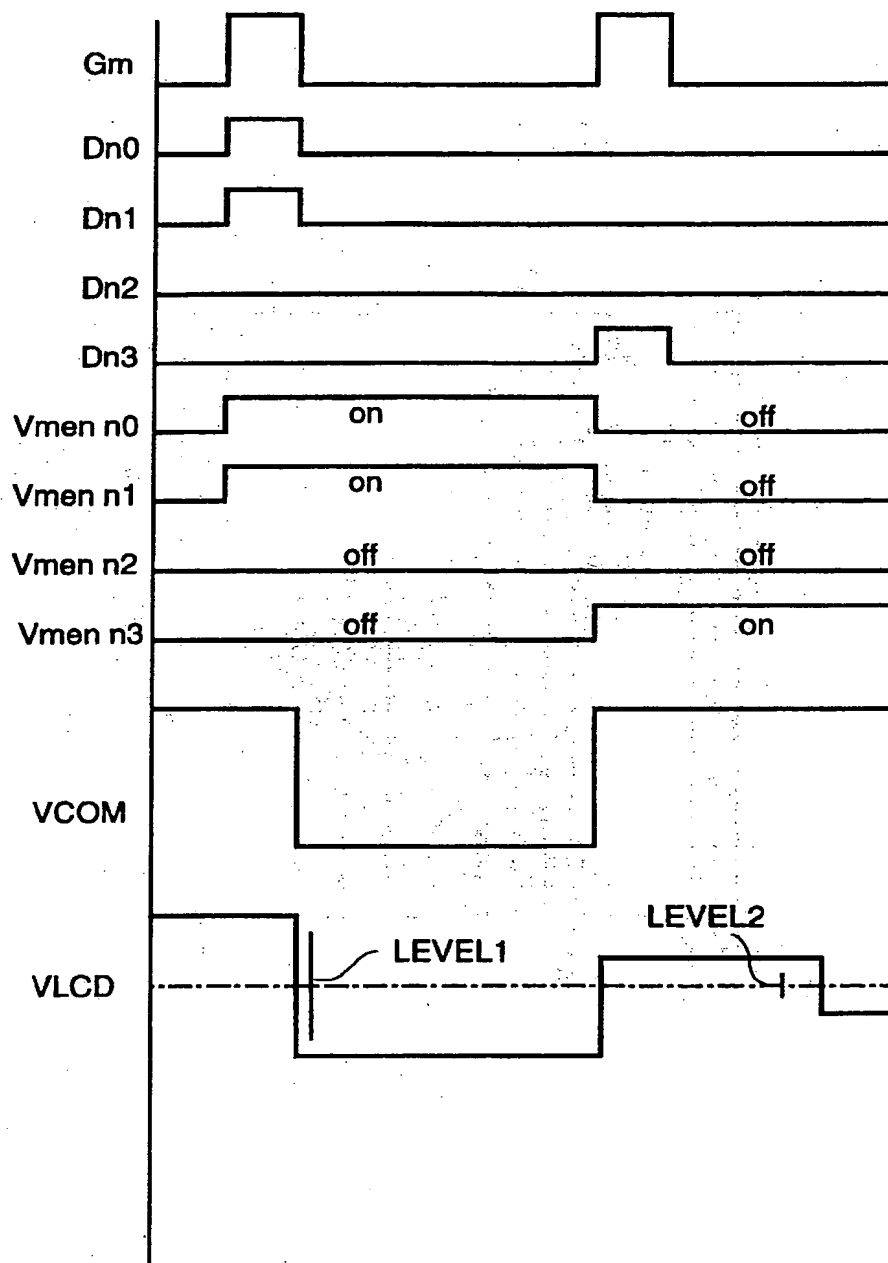 Gm
Dn0
Dn1
Dn2
Dn3
Vmen n0 on off
Vmen n1 on off
Vmen n2 off off
Vmen n3 off on
VCOM
LEVEL2
LEVEL1
VLCD